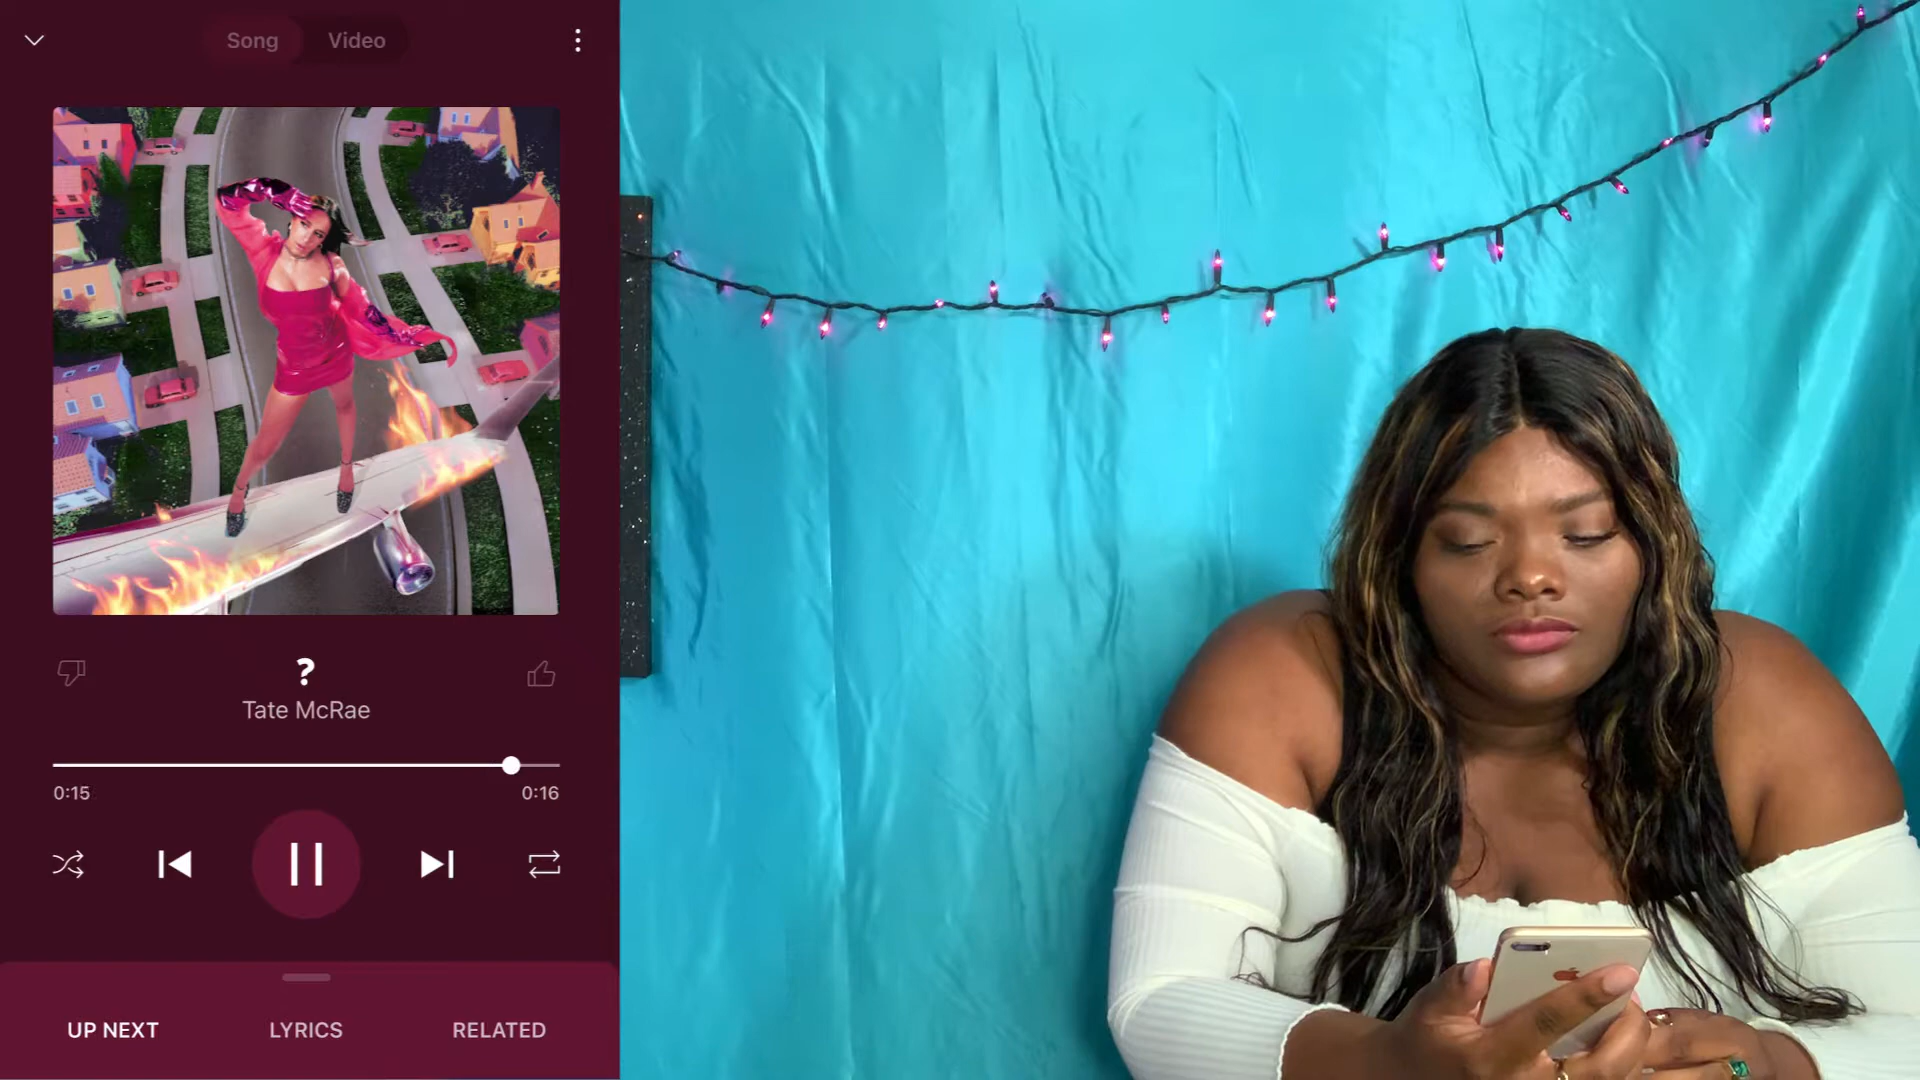 Song Video
?
Tate McRae
0:15 0:16
UP NEXT LYRICS RELATED